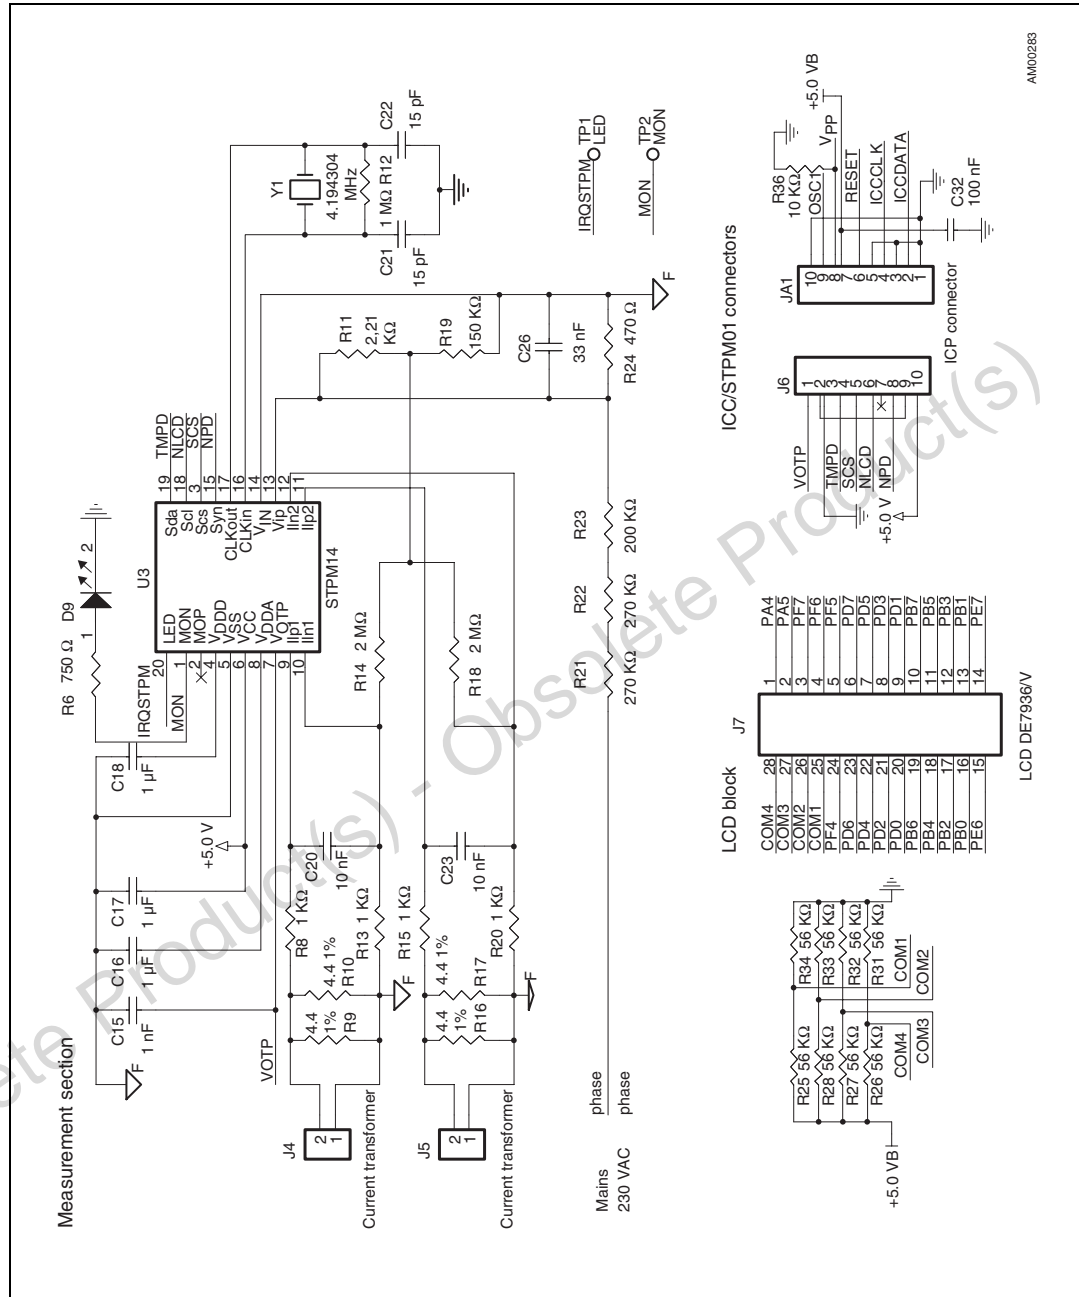 Measurement section
C15
1 nF
C16
1 µF
C17
1 µF
+5.0 V
C18
1 µF
R6 750 Ω D9
1
2
IRQSTPM
MON
VOTP
F
U3
STPM14
20 LED
1 MON
2 MOP
4 VDDD
5 VSS
6 VCC
8 VDDA
7 VOTP
9 IIp1
10 IIn1
Sda 19 TMPD
Scl 18 NLCD
Scs 3 SCS
Syn 15 NPD
CLKout 17
CLKin 16
VIN 14
Vip 13
IIn2 12
IIp2 11
Y1
4.194304
MHz
1 MΩ R12
C21
15 pF
C22
15 pF
R11
2,21
KΩ
R19
150 KΩ
C26
33 nF
R24 470 Ω
F
IRQSTPM
TP1
LED
MON
TP2
MON
J4
2
1
Current transformer
4.4
1%
R9
4.4 1%
R10
R8 1 KΩ
R13 1 KΩ
C20
10 nF
F
R14 2 MΩ
R18 2 MΩ
J5
2
1
Current transformer
4.4
1%
R16
4.4 1%
R17
R15 1 KΩ
R20 1 KΩ
C23
10 nF
F
Mains
230 VAC
phase
phase
R21
270 KΩ
R22
270 KΩ
R23
200 KΩ
LCD block
J7
LCD DE7936/V
COM4 28
COM3 27
COM2 26
COM1 25
PF4 24
PD6 23
PD4 22
PD2 21
PD0 20
PB6 19
PB4 18
PB2 17
PB0 16
PE6 15
1 PA4
2 PA5
3 PF7
4 PF6
5 PF5
6 PD7
7 PD5
8 PD3
9 PD1
10 PB7
11 PB5
12 PB3
13 PB1
14 PE7
+5.0 VB
R25 56 KΩ
R28 56 KΩ
R27 56 KΩ
R26 56 KΩ
R34 56 KΩ
R33 56 KΩ
R32 56 KΩ
R31 56 KΩ
COM1
COM2
COM4
COM3
ICC/STPM01 connectors
J6
VOTP
TMPD
SCS
NLCD
NPD
+5.0 V
1
2
3
4
5
6
7
8
9
10
ICP connector
JA1
10
9
8
7
6
5
4
3
2
1
R36
10 KΩ
OSC1
VPP
+5.0 VB
RESET
ICCCLK
ICCDATA
C32
100 nF
AM00283
ete Product(s) - Obsolete Product(s)